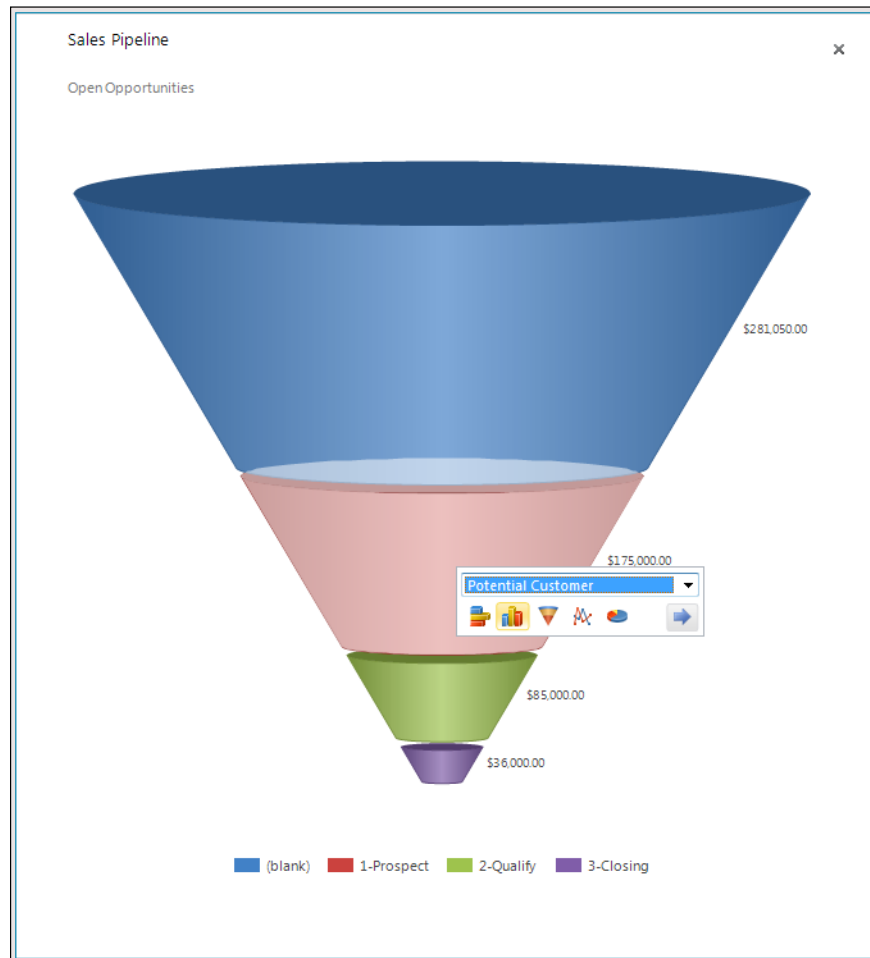 Sales Pipeline
Open Opportunities
$281,050.00
$175,000.00
Potential Customer
$85,000.00
$36,000.00
(blank) 1-Prospect 2-Qualify 3-Closing